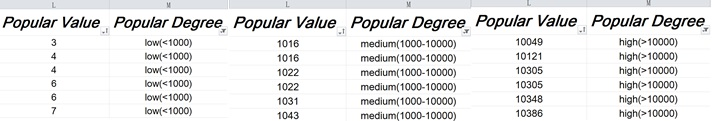 L M L M L M
Popular Value Popular Degree Popular Value Popular Degree Popular Value Popular Degree
3 low(<1000) 1016 medium(1000-10000) 10049 high(>10000)
4 low(<1000) 1016 medium(1000-10000) 10121 high(>10000)
4 low(<1000) 1022 medium(1000-10000) 10305 high(>10000)
6 low(<1000) 1022 medium(1000-10000) 10305 high(>10000)
6 low(<1000) 1031 medium(1000-10000) 10348 high(>10000)
7 low(<1000) 1043 medium(1000-10000) 10386 high(>10000)